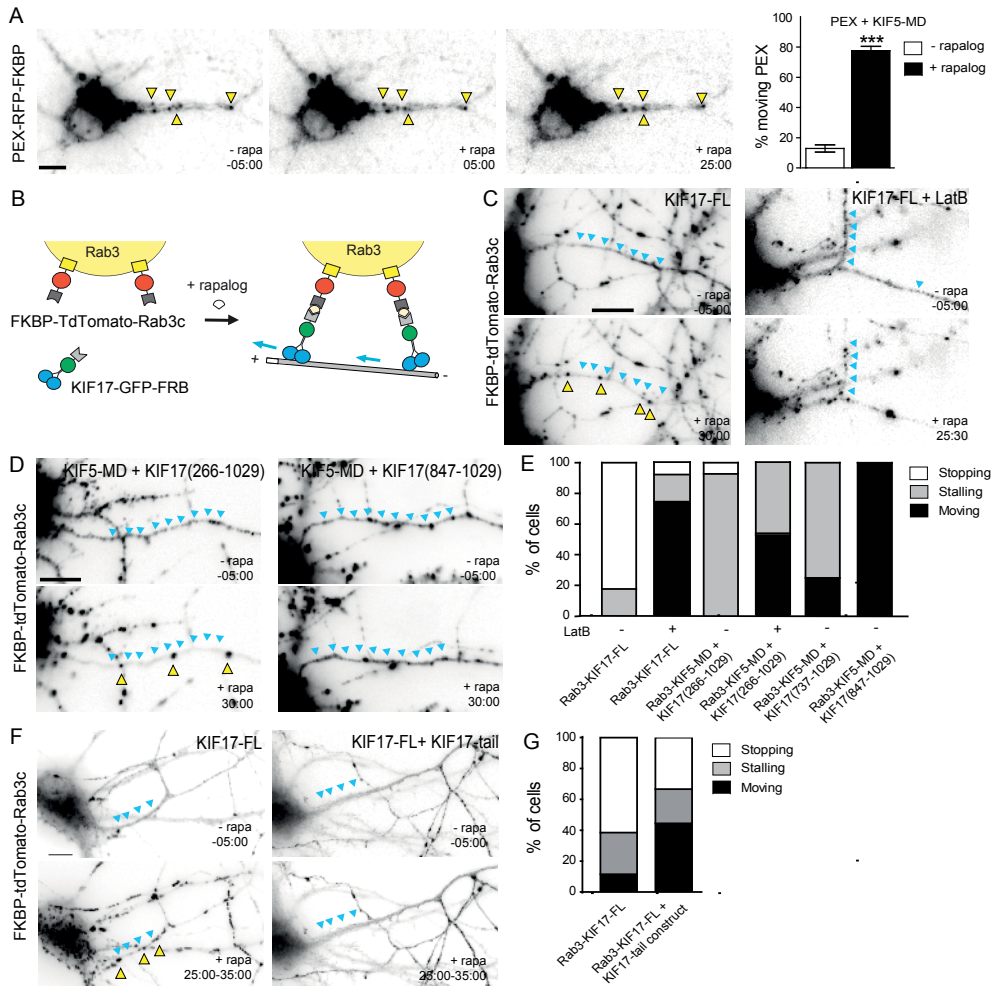 A
PEX-RFP-FKBP
- rapa
-05:00
+ rapa
05:00
+ rapa
25:00
PEX + KIF5-MD
% moving PEX
100
80
60
40
20
0
***
- rapalog
+ rapalog
B
Rab3
FKBP-TdTomato-Rab3c
KIF17-GFP-FRB
+ rapalog
Rab3
+
-
C
FKBP-tdTomato-Rab3c
KIF17-FL
- rapa
-05:00
+ rapa
30:00
KIF17-FL + LatB
- rapa
-05:00
+ rapa
25:30
D
FKBP-tdTomato-Rab3c
KIF5-MD + KIF17(266-1029)
- rapa
-05:00
+ rapa
30:00
KIF5-MD + KIF17(847-1029)
- rapa
-05:00
+ rapa
30:00
E
% of cells
100
80
60
40
20
0
Stopping
Stalling
Moving
LatB - + - + - -
Rab3-KIF17-FL
Rab3-KIF17-FL
Rab3-KIF5-MD +
KIF17(266-1029)
Rab3-KIF5-MD +
KIF17(266-1029)
Rab3-KIF5-MD +
KIF17(737-1029)
Rab3-KIF5-MD +
KIF17(847-1029)
F
FKBP-tdTomato-Rab3c
KIF17-FL
- rapa
-05:00
+ rapa
25:00-35:00
KIF17-FL+ KIF17-tail
- rapa
-05:00
+ rapa
25:00-35:00
G
% of cells
100
80
60
40
20
0
Stopping
Stalling
Moving
Rab3-KIF17-FL
Rab3-KIF17-FL +
KIF17-tail construct